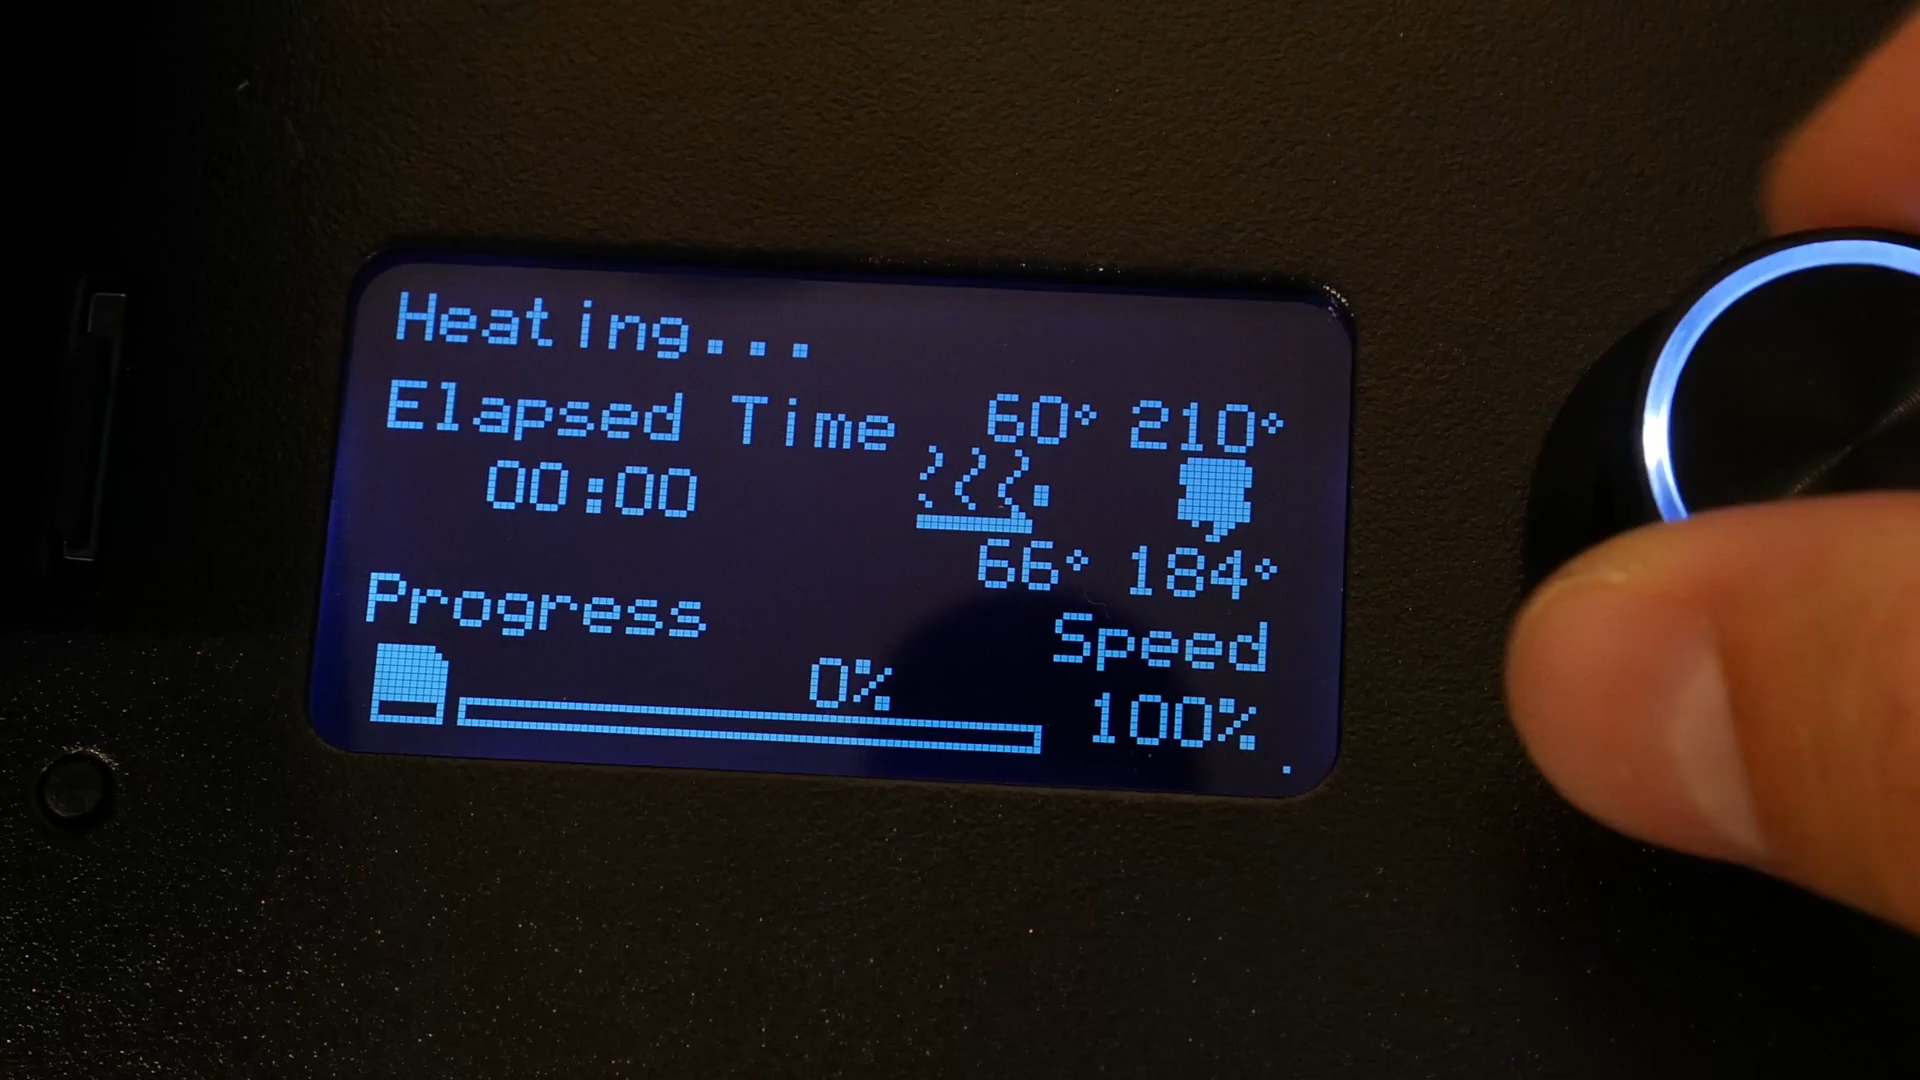 Heating...
Elapsed Time 60° 210°
00:00
66° 184°
Progress
Speed
0%
100%